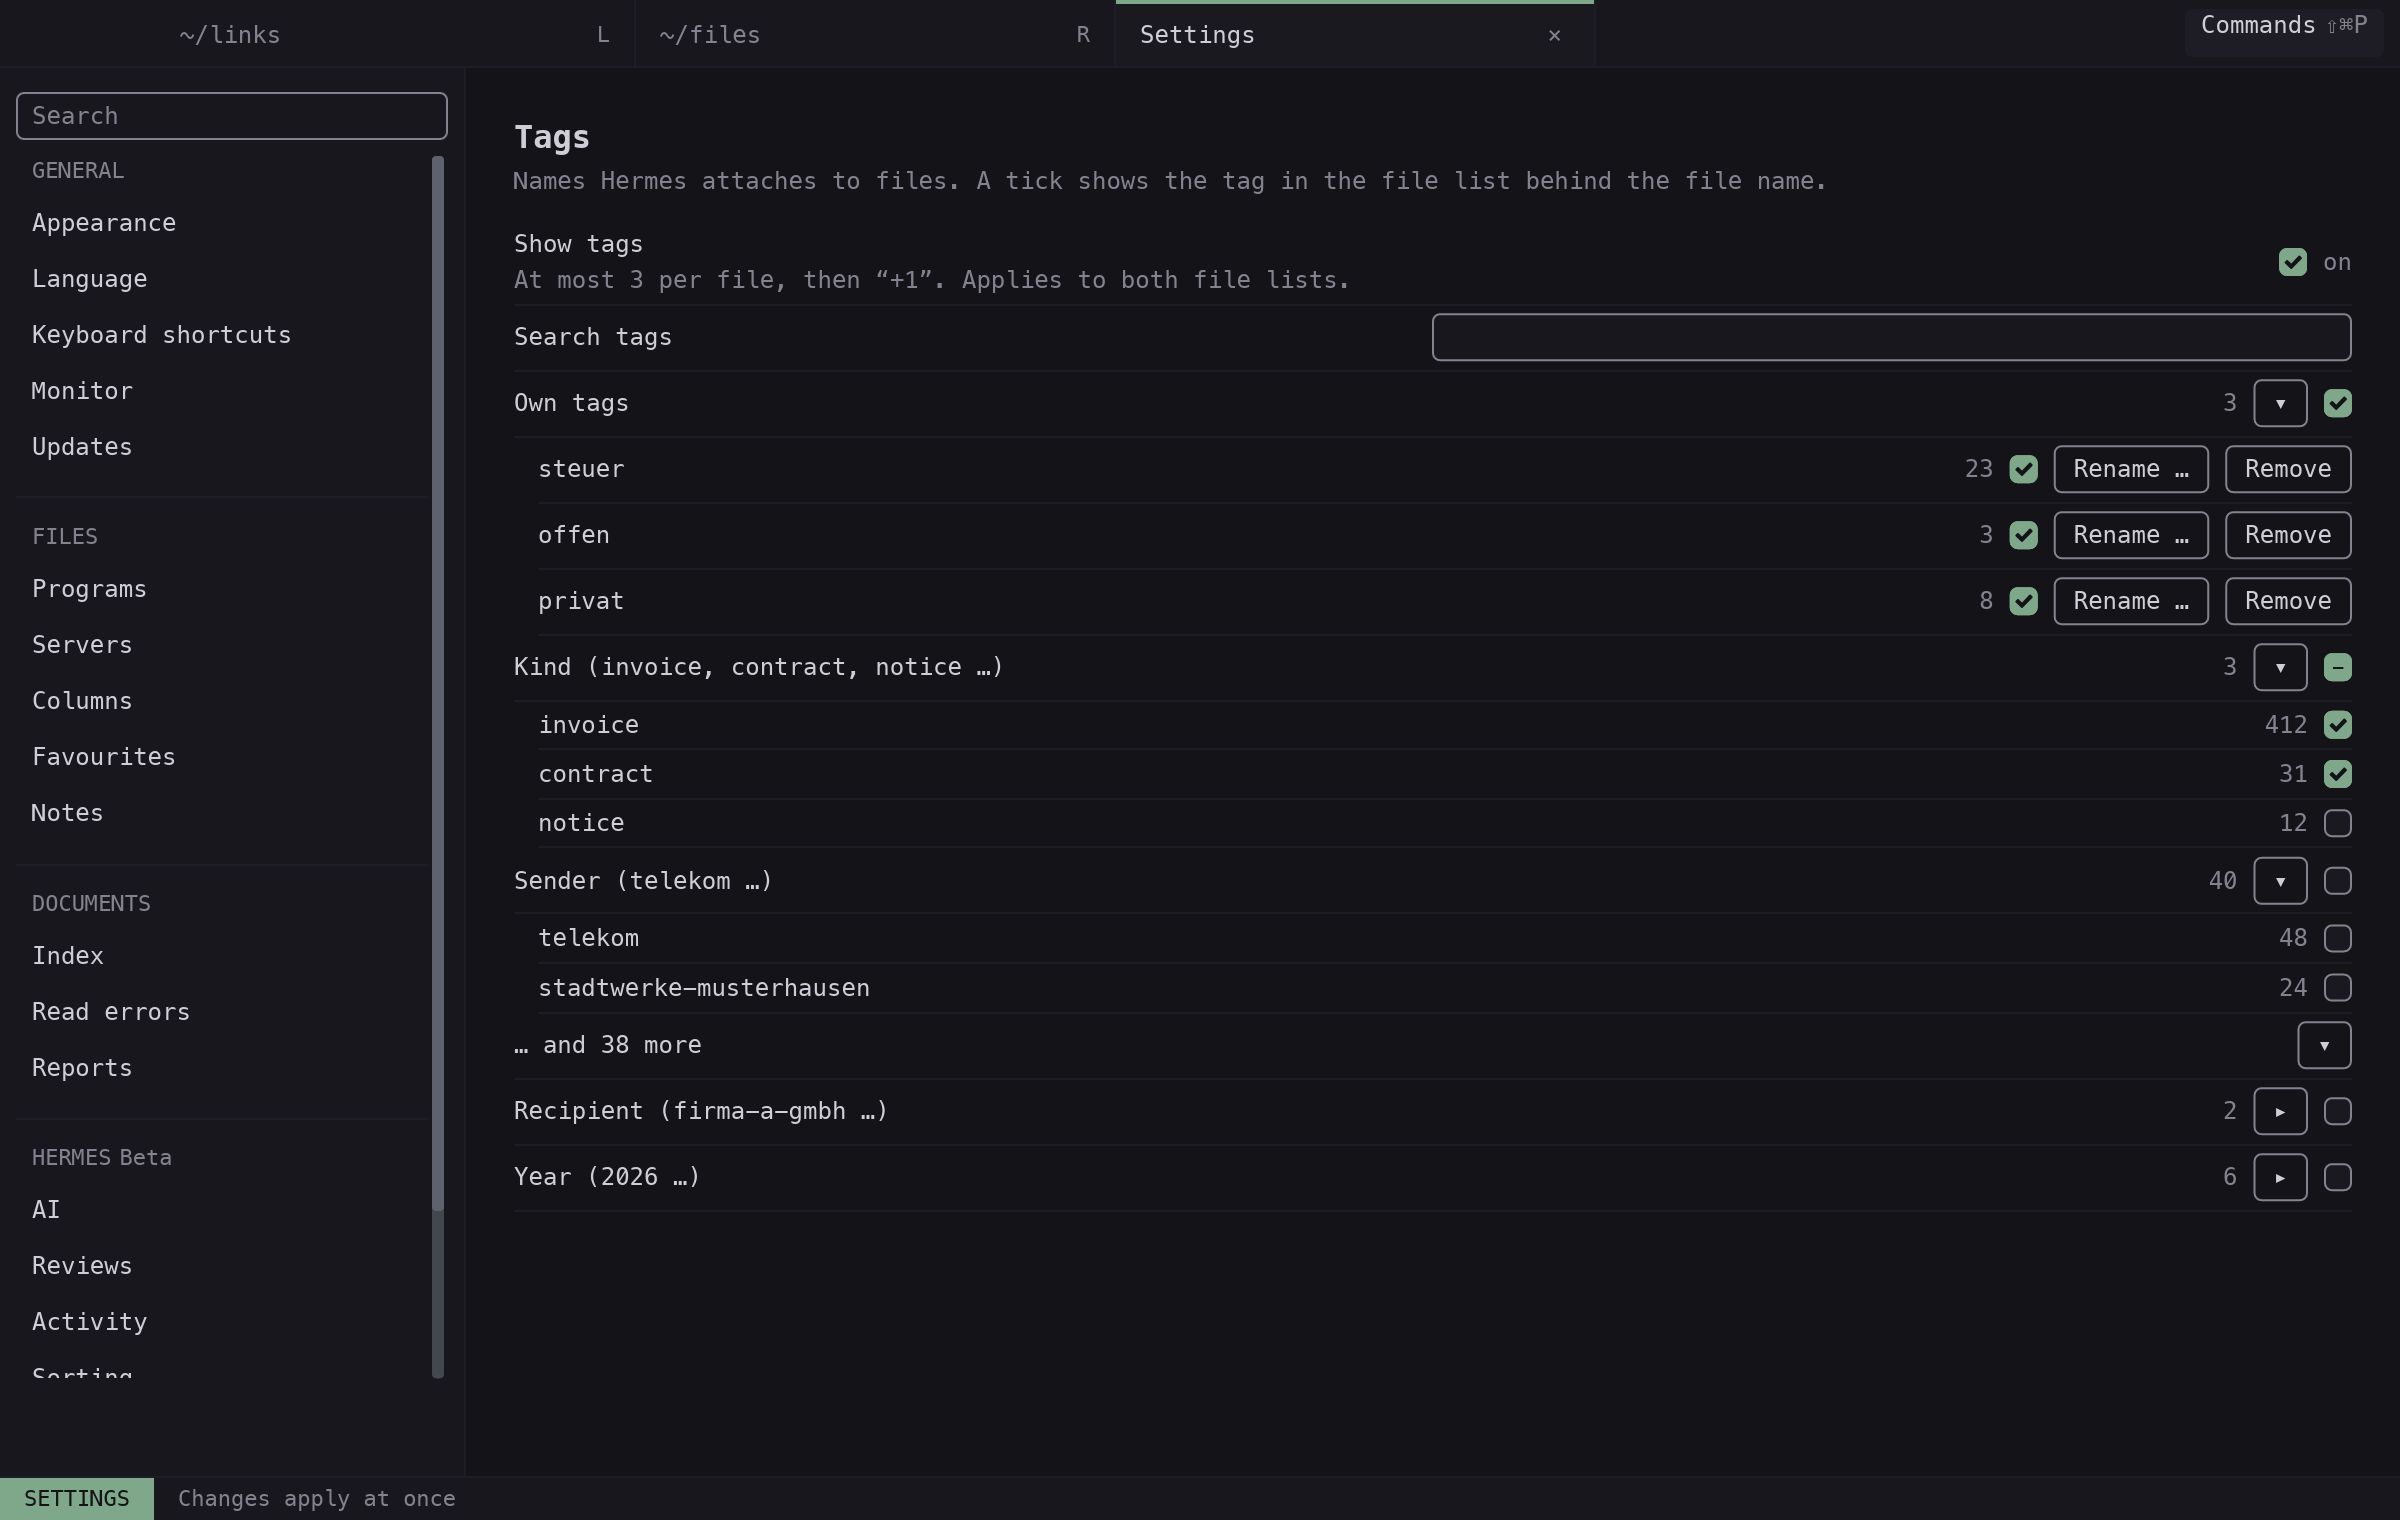 ~/links L ~/files R Settings × Commands ⇧⌘P
Search
GENERAL
Appearance
Language
Keyboard shortcuts
Monitor
Updates
FILES
Programs
Servers
Columns
Favourites
Notes
DOCUMENTS
Index
Read errors
Reports
HERMES Beta
AI
Reviews
Activity
Sorting
Tags
Names Hermes attaches to files. A tick shows the tag in the file list behind the file name.
Show tags
At most 3 per file, then “+1”. Applies to both file lists.
on
Search tags
Own tags 3 ▾
steuer 23 Rename … Remove
offen 3 Rename … Remove
privat 8 Rename … Remove
Kind (invoice, contract, notice …) 3 ▾
invoice 412
contract 31
notice 12
Sender (telekom …) 40 ▾
telekom 48
stadtwerke-musterhausen 24
… and 38 more ▾
Recipient (firma-a-gmbh …) 2 ▸
Year (2026 …) 6 ▸
SETTINGS Changes apply at once